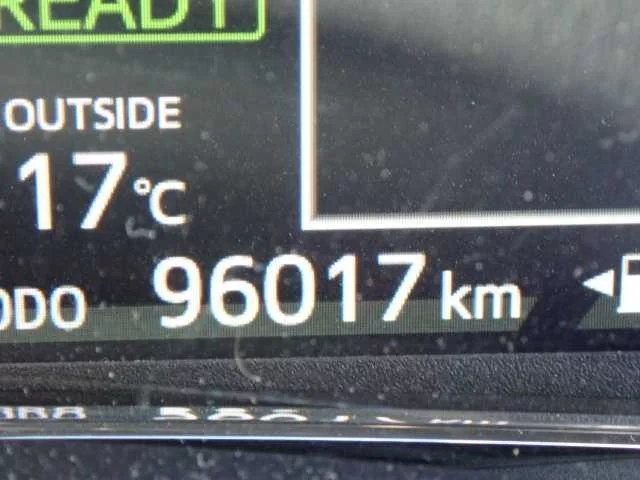 READY
OUTSIDE
17 °C
ODO 96017 km